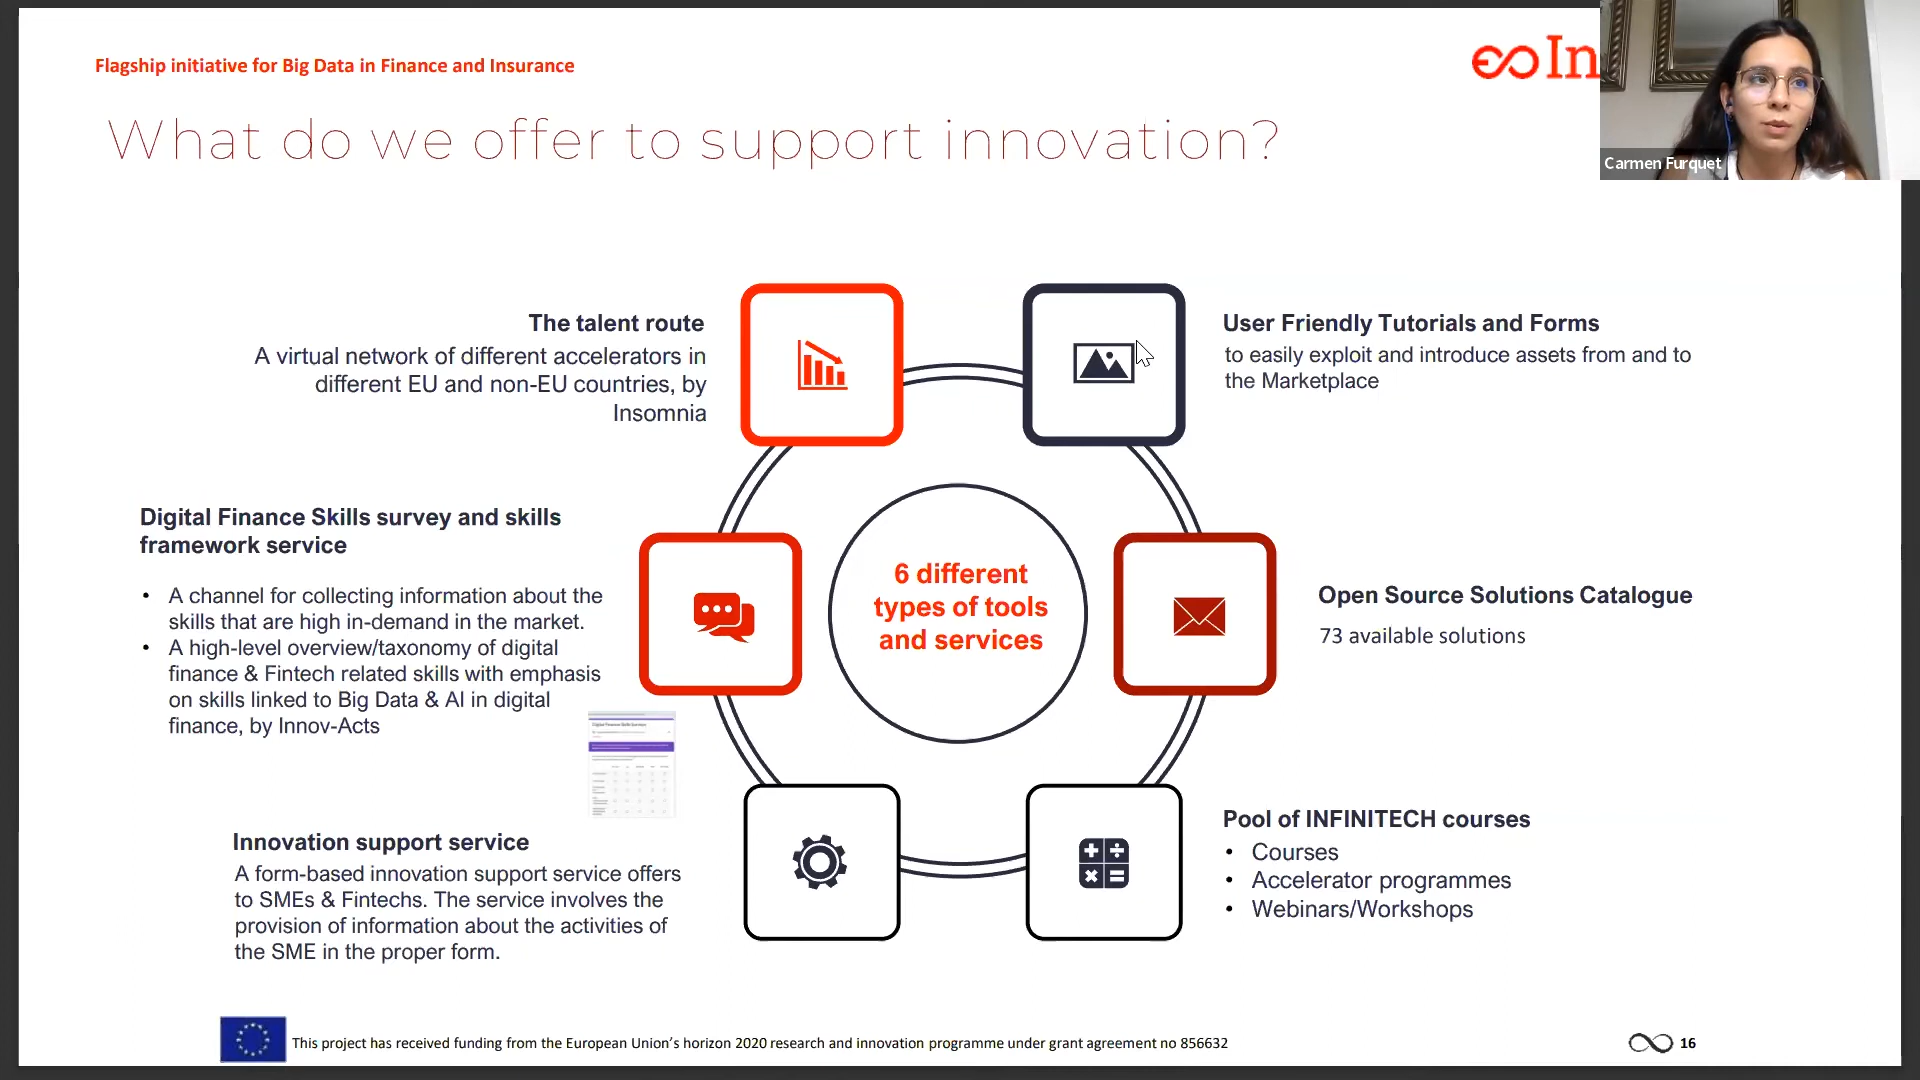 Flagship initiative for Big Data in Finance and Insurance
In
Carmen Furquet
What do we offer to support innovation?
The talent route
A virtual network of different accelerators in
different EU and non-EU countries, by
Insomnia
User Friendly Tutorials and Forms
to easily exploit and introduce assets from and to
the Marketplace
Digital Finance Skills survey and skills
framework service
• A channel for collecting information about the
skills that are high in-demand in the market.
• A high-level overview/taxonomy of digital
finance & Fintech related skills with emphasis
on skills linked to Big Data & AI in digital
finance, by Innov-Acts
6 different
types of tools
and services
Open Source Solutions Catalogue
73 available solutions
Innovation support service
A form-based innovation support service offers
to SMEs & Fintechs. The service involves the
provision of information about the activities of
the SME in the proper form.
Pool of INFINITECH courses
• Courses
• Accelerator programmes
• Webinars/Workshops
This project has received funding from the European Union's horizon 2020 research and innovation programme under grant agreement no 856632
16